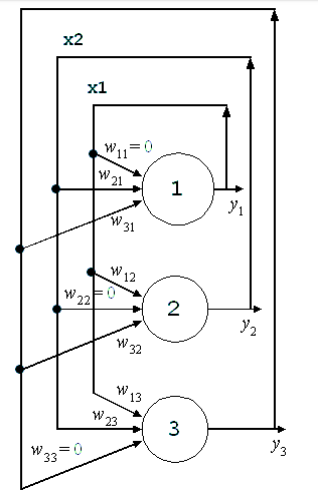 x2
x1
w₁₁=0
w₂₁
1
w₃₁
y₁
w₁₂
w₂₂=0
2
w₃₂
y₂
w₁₃
w₂₃
3
w₃₃=0
y₃